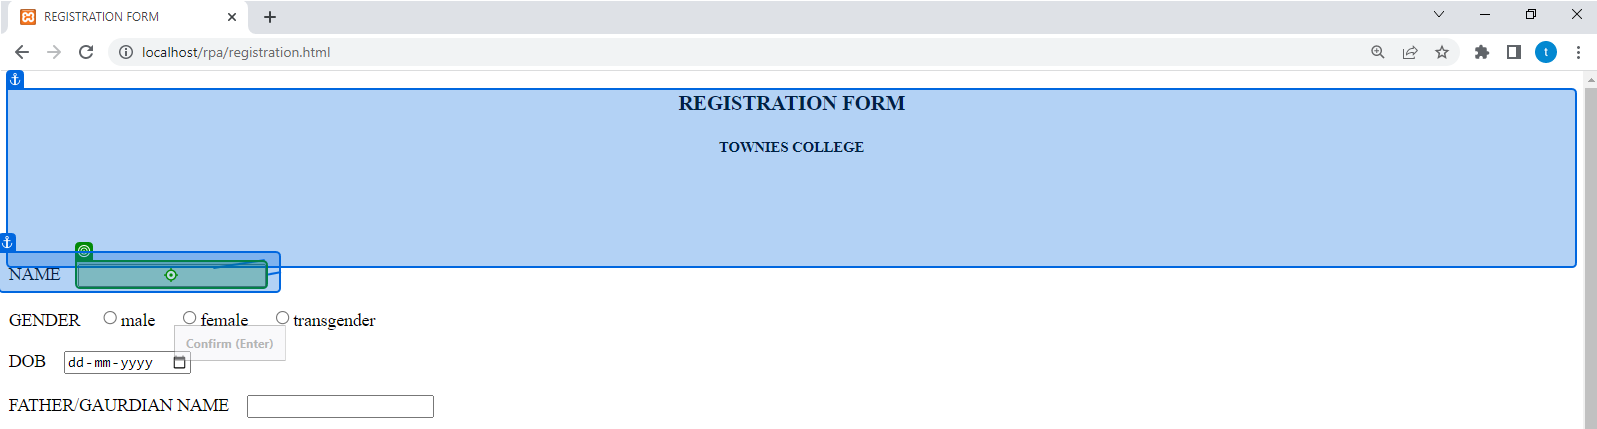 REGISTRATION FORM
localhost/rpa/registration.html
t
REGISTRATION FORM
TOWNIES COLLEGE
NAME
GENDER male female transgender
Confirm (Enter)
DOB dd-mm-yyyy
FATHER/GAURDIAN NAME